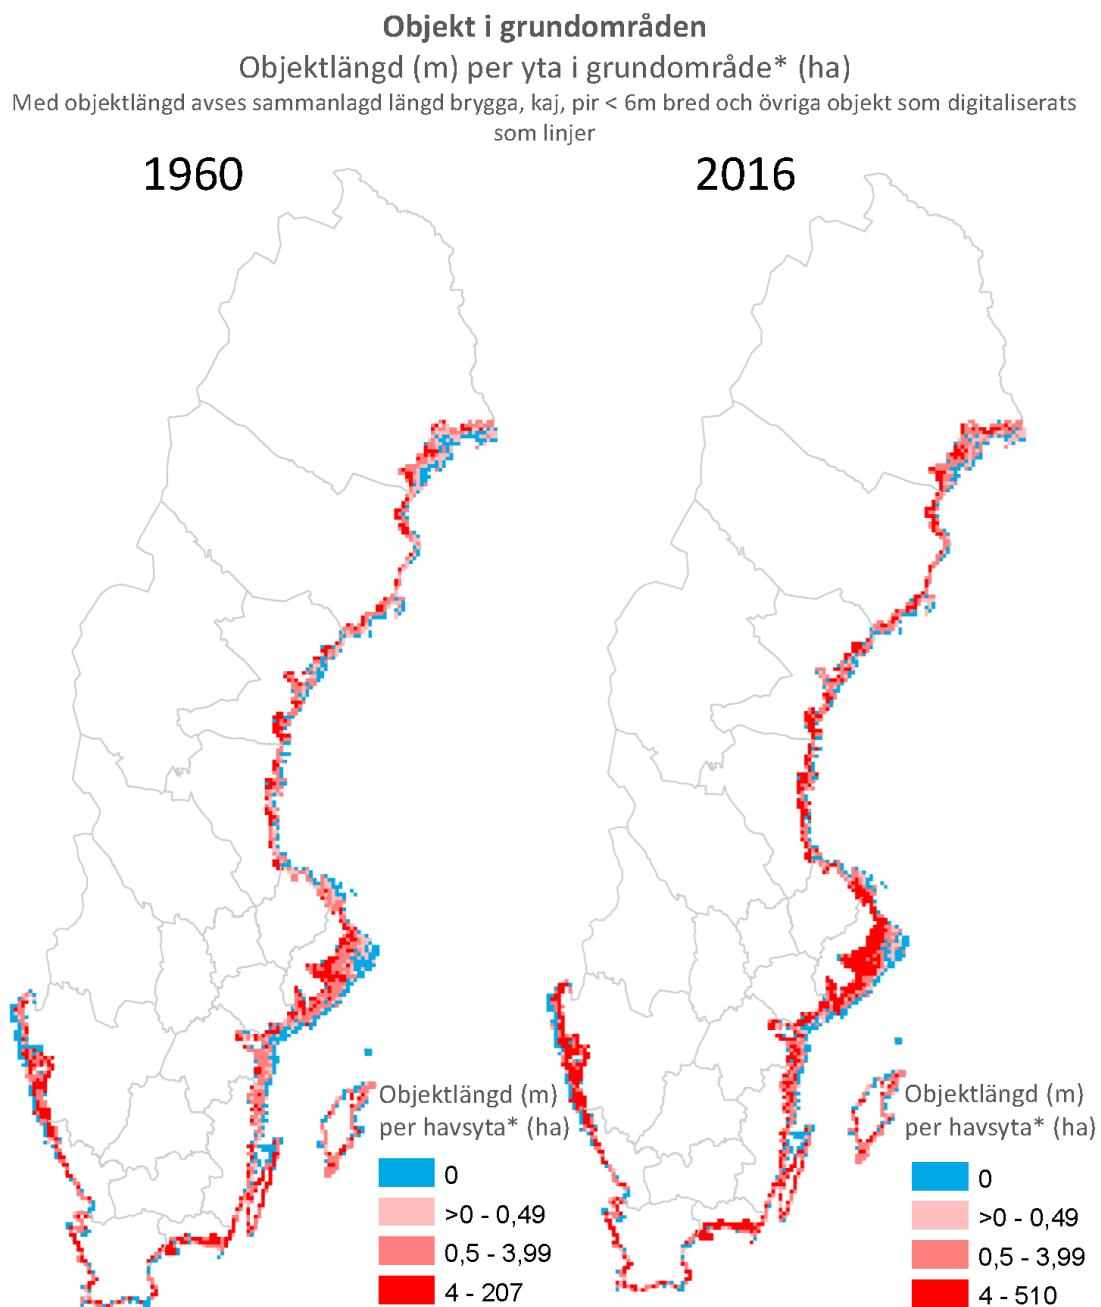 Objekt i grundområden
Objektlängd (m) per yta i grundområde* (ha)
Med objektlängd avses sammanlagd längd brygga, kaj, pir < 6m bred och övriga objekt som digitaliserats
som linjer
1960
2016
Objektlängd (m)
per havsyta* (ha)
0
>0 - 0,49
0,5 - 3,99
4 - 207
Objektlängd (m)
per havsyta* (ha)
0
>0 - 0,49
0,5 - 3,99
4 - 510